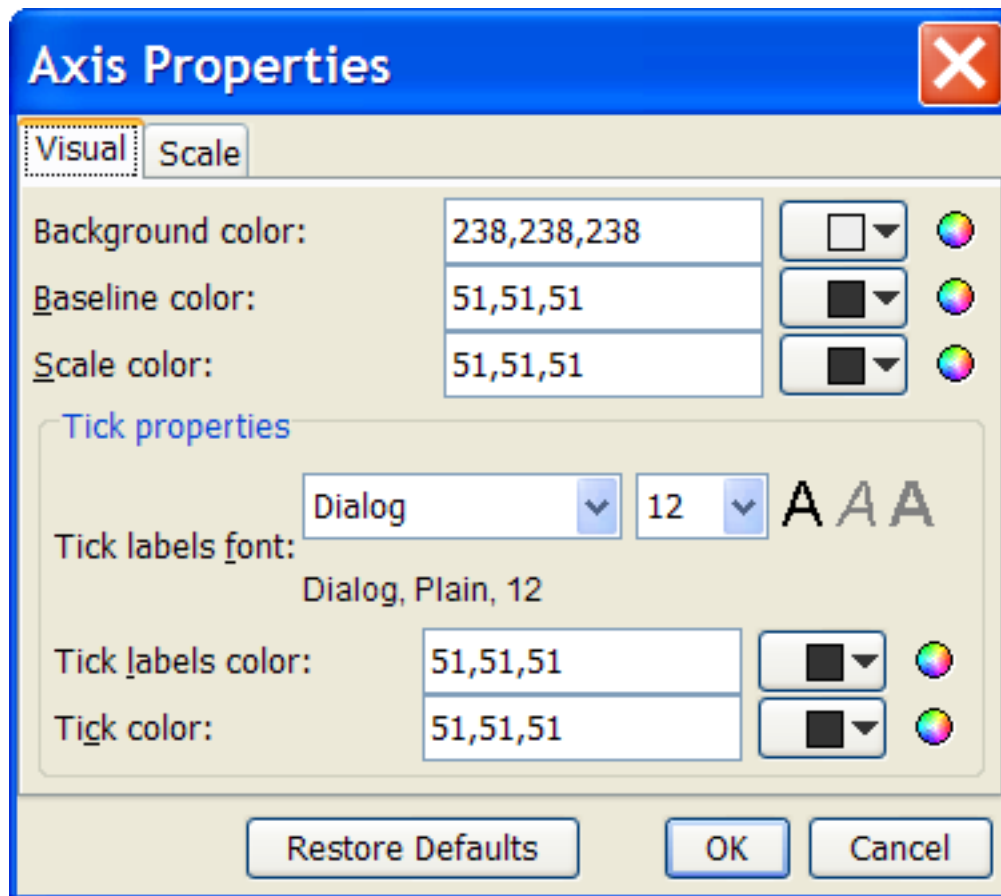 Axis Properties
Visual Scale
Background color: 238,238,238
Baseline color: 51,51,51
Scale color: 51,51,51
Tick properties
Dialog 12 A A A
Tick labels font:
Dialog, Plain, 12
Tick labels color: 51,51,51
Tick color: 51,51,51
Restore Defaults OK Cancel